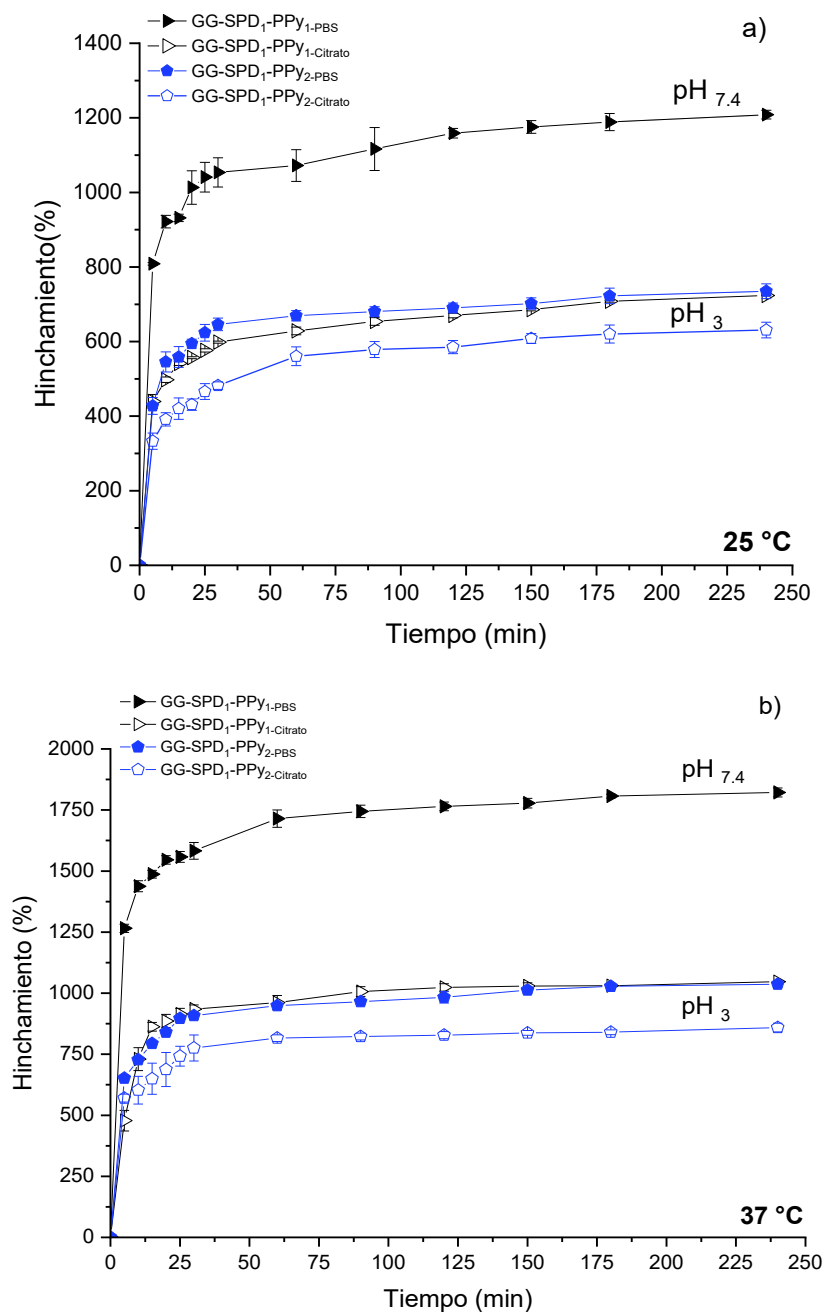 a)
GG-SPD₁-PPy₁₋PBS
GG-SPD₁-PPy₁₋Citrato
GG-SPD₁-PPy₂₋PBS
GG-SPD₁-PPy₂₋Citrato
1400
1200
1000
800
600
400
200
0
Hinchamiento(%)
pH 7.4
pH 3
25 °C
0 25 50 75 100 125 150 175 200 225 250
Tiempo (min)
b)
GG-SPD₁-PPy₁₋PBS
GG-SPD₁-PPy₁₋Citrato
GG-SPD₁-PPy₂₋PBS
GG-SPD₁-PPy₂₋Citrato
2000
1750
1500
1250
1000
750
500
250
0
Hinchamiento (%)
pH 7.4
pH 3
37 °C
0 25 50 75 100 125 150 175 200 225 250
Tiempo (min)